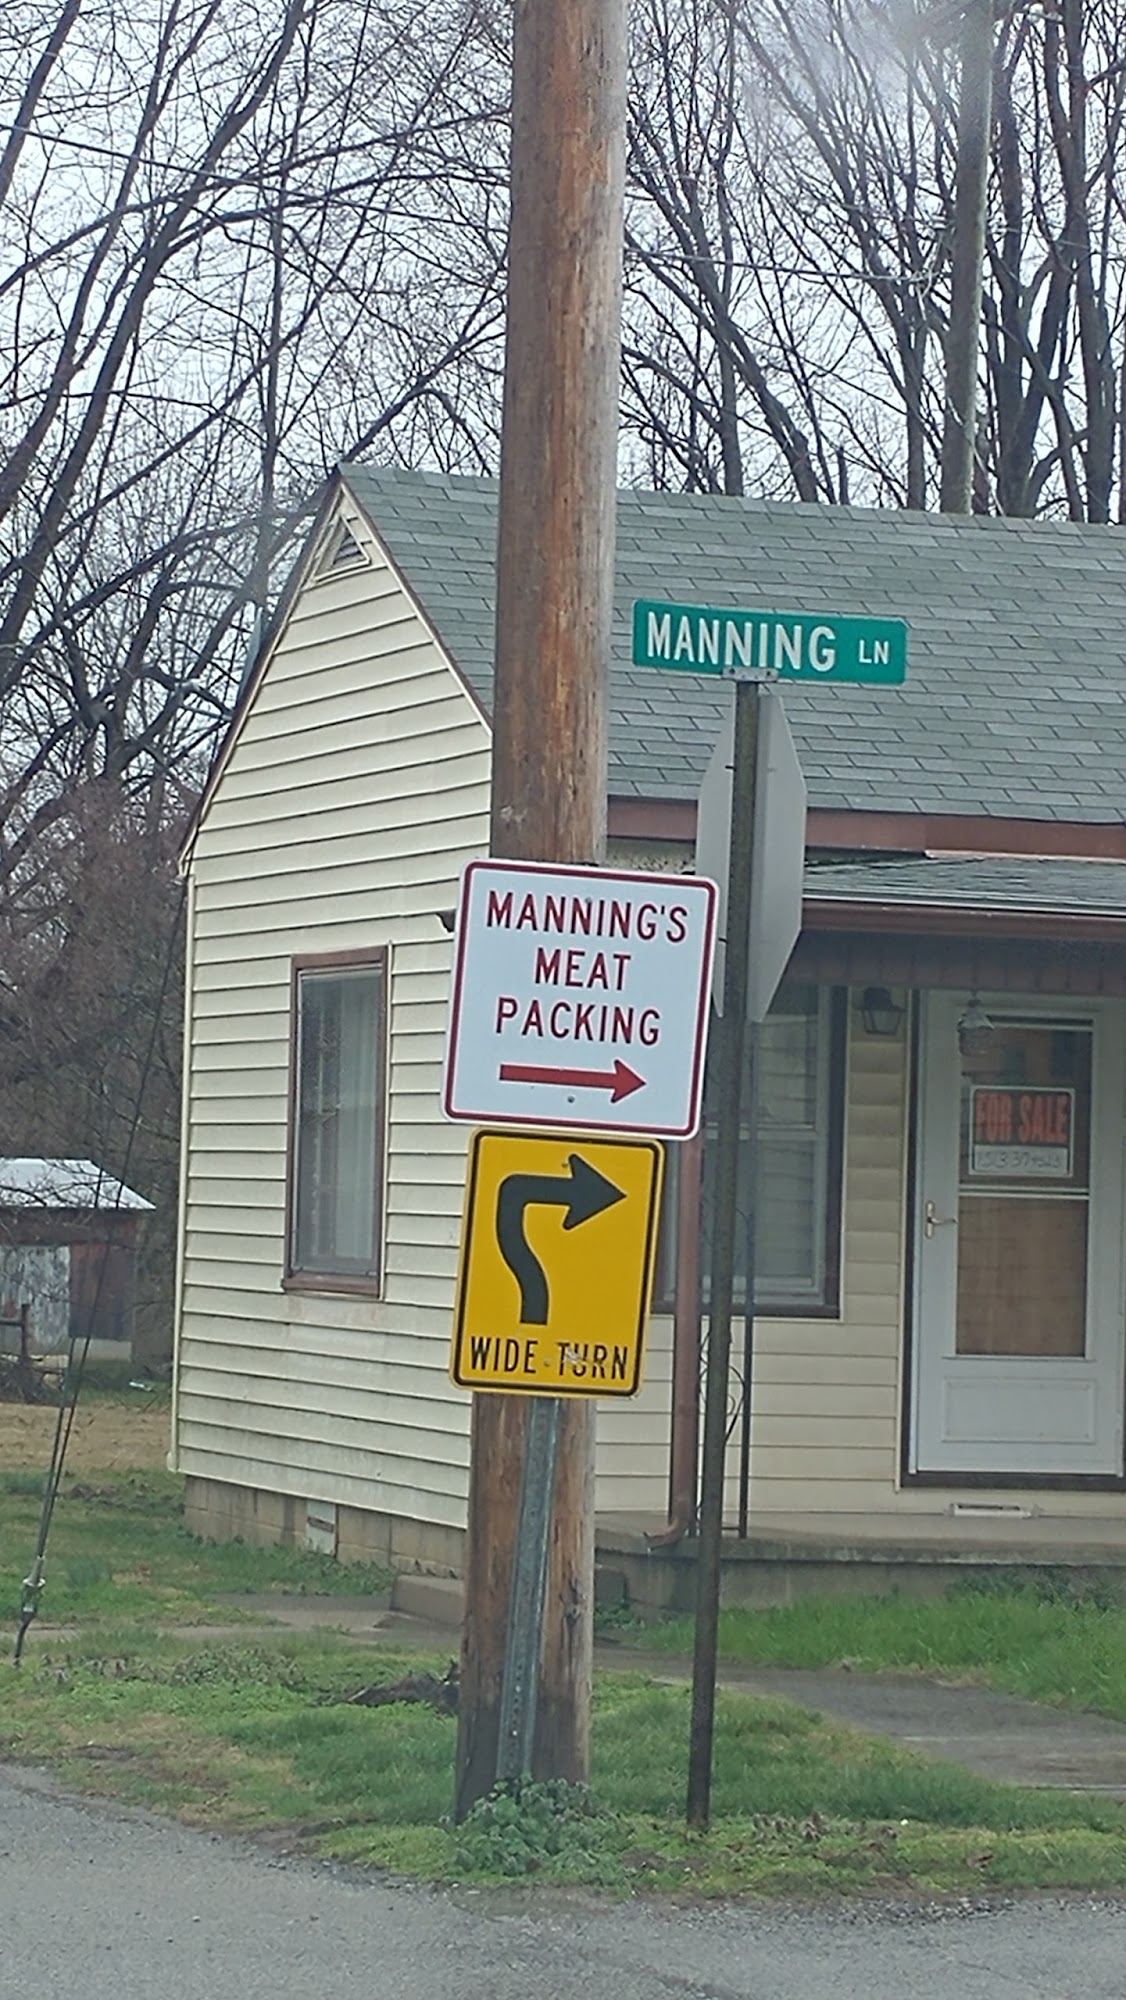 MANNING LN
MANNING'S
MEAT
PACKING
WIDE TURN
FOR SALE